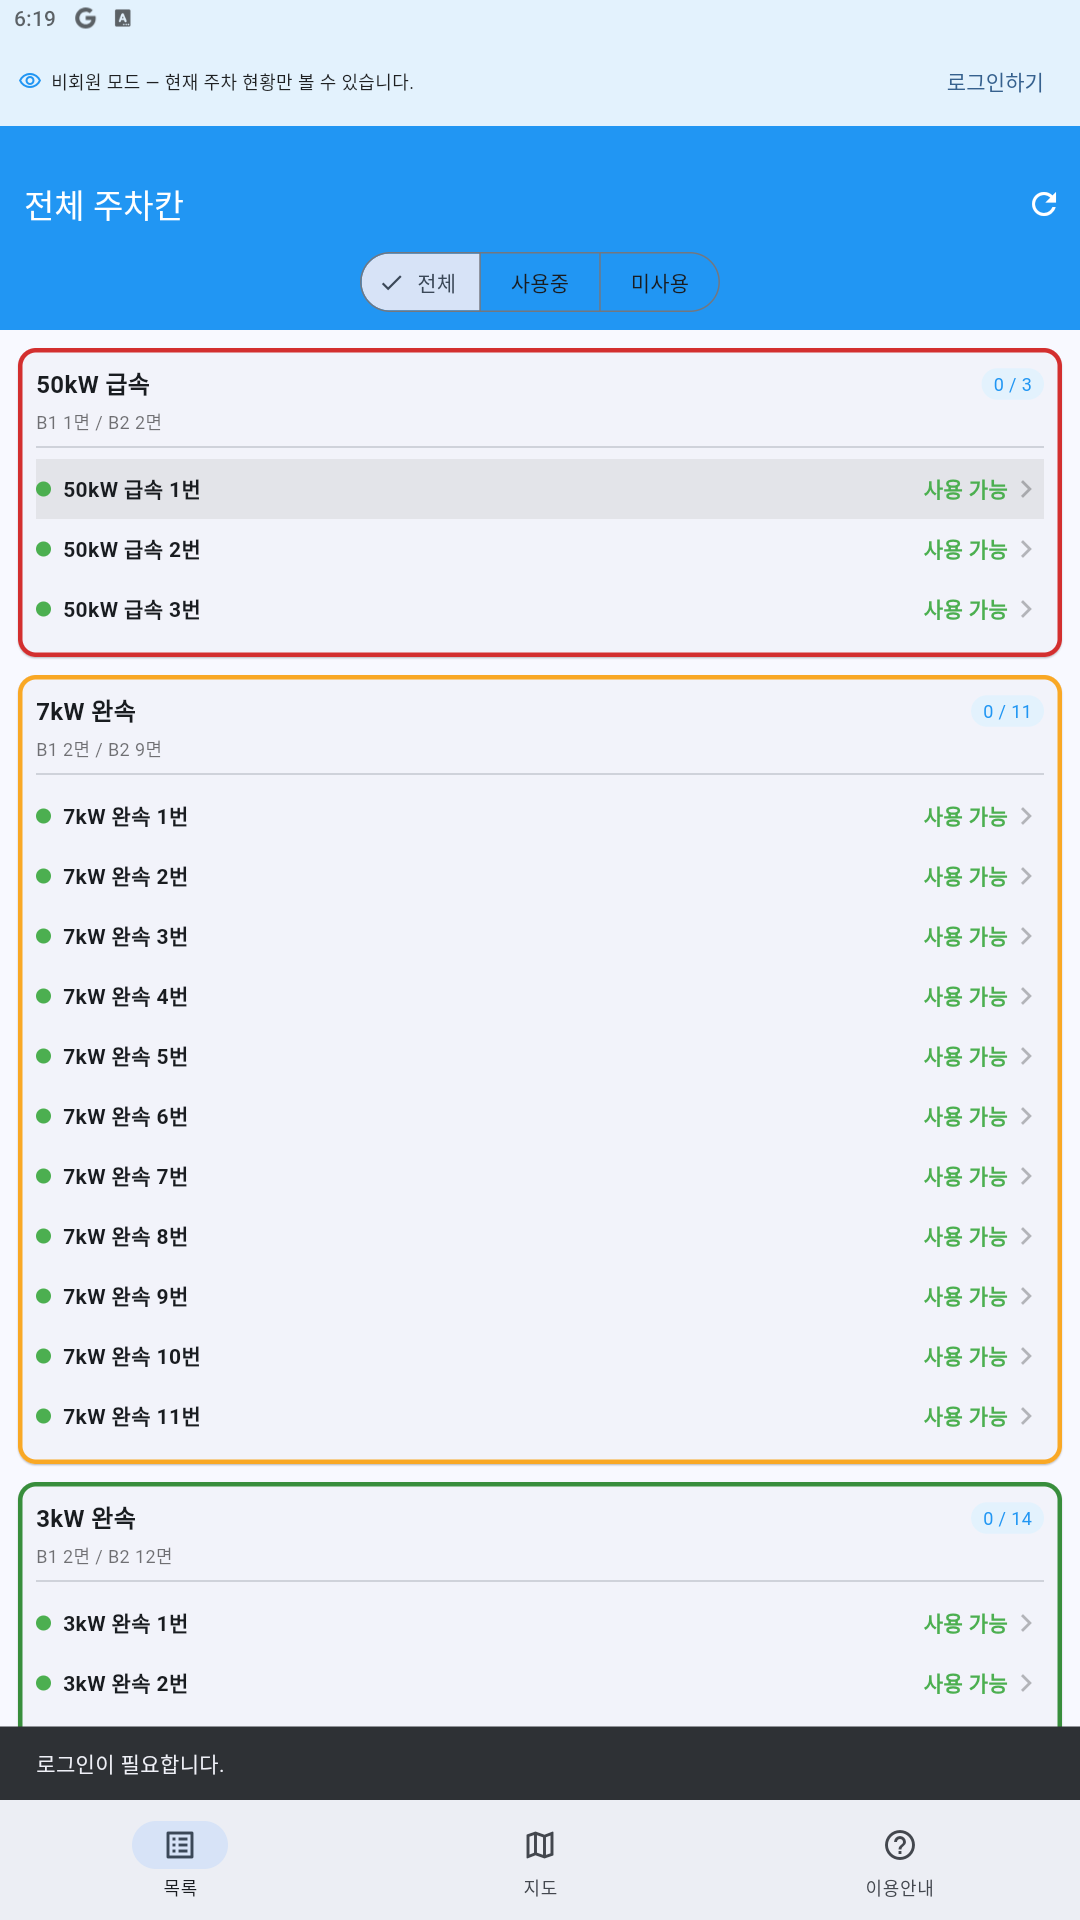 6:19
비회원 모드 — 현재 주차 현황만 볼 수 있습니다.
로그인하기
전체 주차칸
전체
사용중
미사용
50kW 급속
0 / 3
B1 1면 / B2 2면
50kW 급속 1번
사용 가능
50kW 급속 2번
사용 가능
50kW 급속 3번
사용 가능
7kW 완속
0 / 11
B1 2면 / B2 9면
7kW 완속 1번
사용 가능
7kW 완속 2번
사용 가능
7kW 완속 3번
사용 가능
7kW 완속 4번
사용 가능
7kW 완속 5번
사용 가능
7kW 완속 6번
사용 가능
7kW 완속 7번
사용 가능
7kW 완속 8번
사용 가능
7kW 완속 9번
사용 가능
7kW 완속 10번
사용 가능
7kW 완속 11번
사용 가능
3kW 완속
0 / 14
B1 2면 / B2 12면
3kW 완속 1번
사용 가능
3kW 완속 2번
사용 가능
로그인이 필요합니다.
목록
지도
이용안내